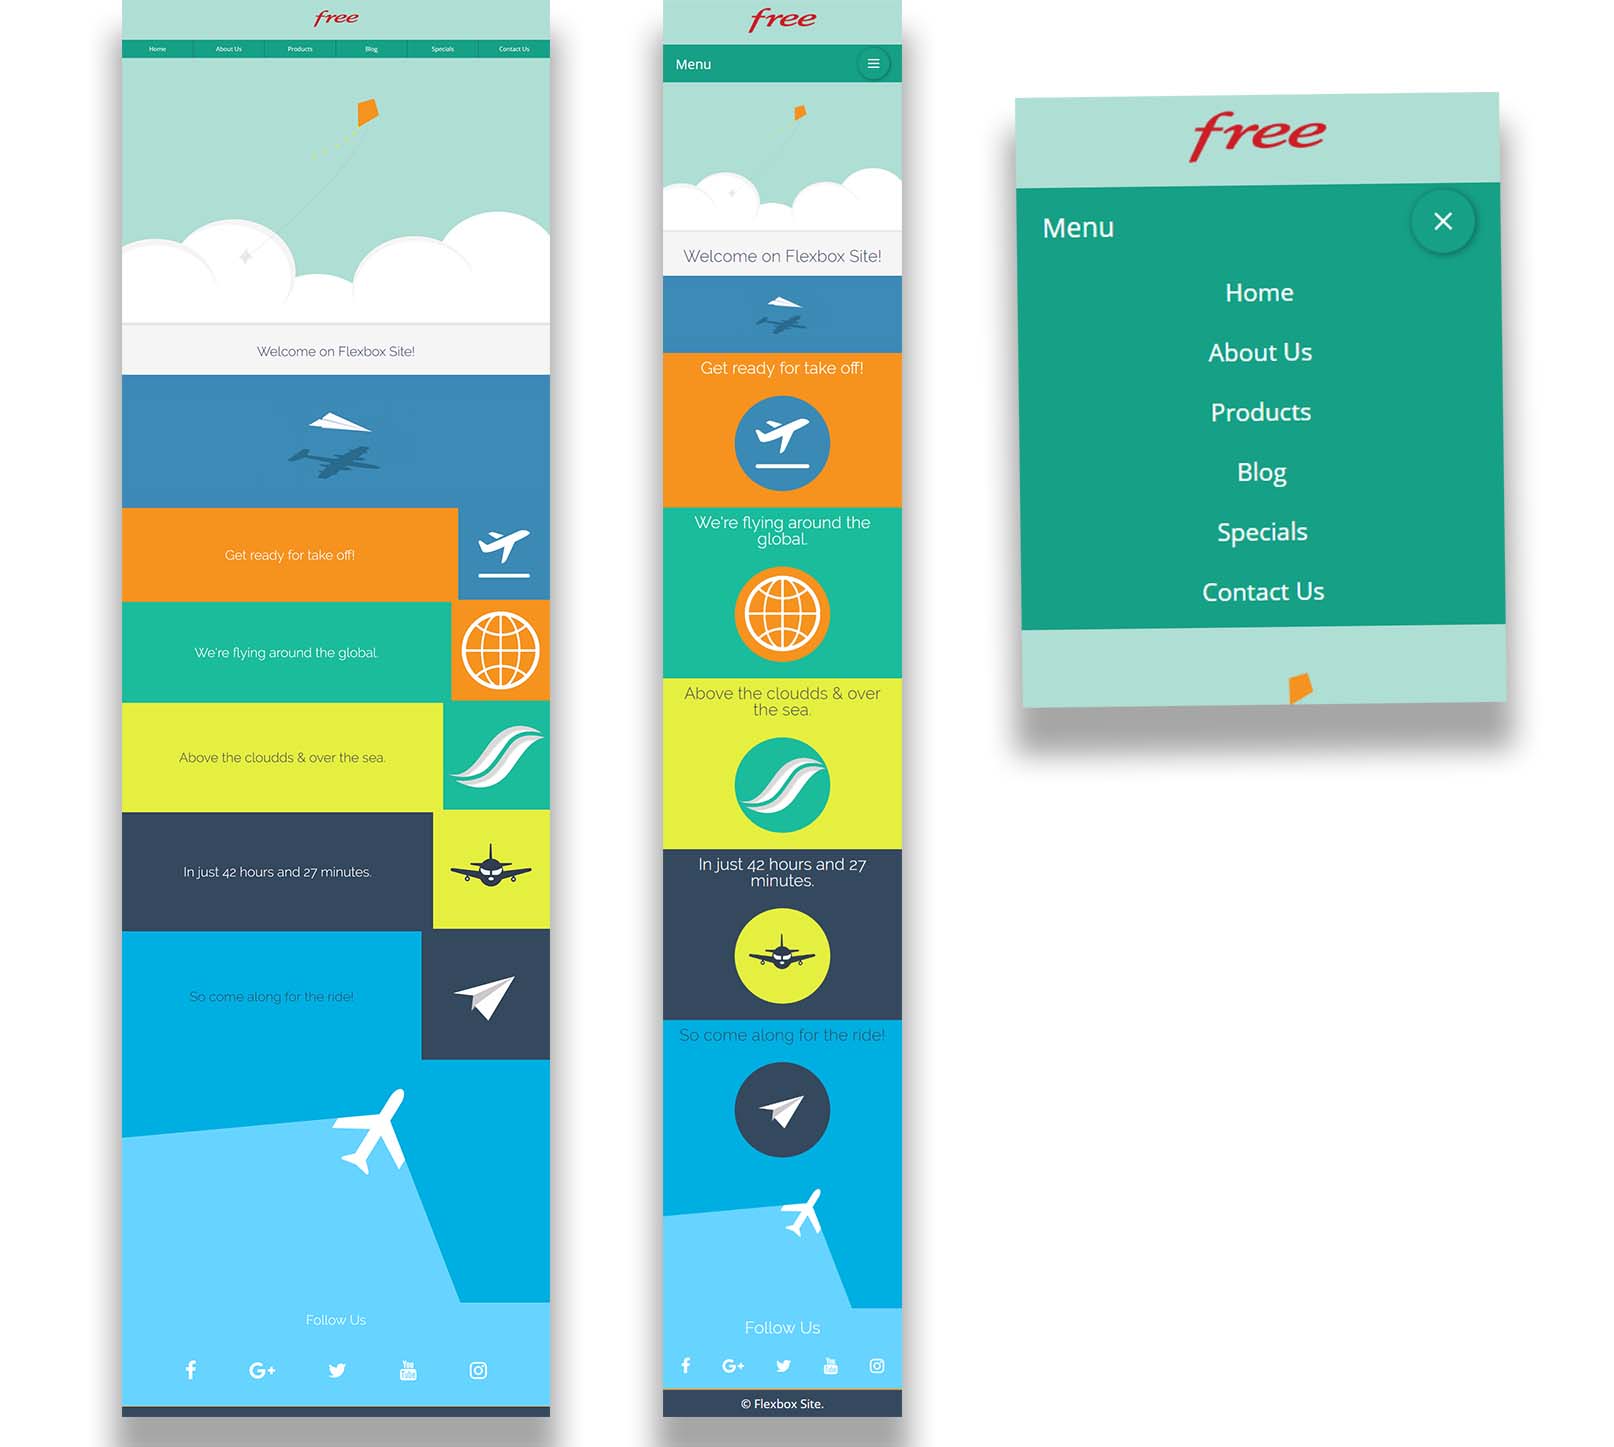 free
Home About Us Products Blog Specials Contact Us
Welcome on Flexbox Site!
Get ready for take off!
We're flying around the global.
Above the cloudds & over the sea.
In just 42 hours and 27 minutes.
So come along for the ride!
Follow Us
G+
You
Tube
free
Menu
Welcome on Flexbox Site!
Get ready for take off!
We're flying around the
global.
Above the cloudds & over
the sea.
In just 42 hours and 27
minutes.
So come along for the ride!
Follow Us
G+
You
Tube
© Flexbox Site.
free
Menu
Home
About Us
Products
Blog
Specials
Contact Us